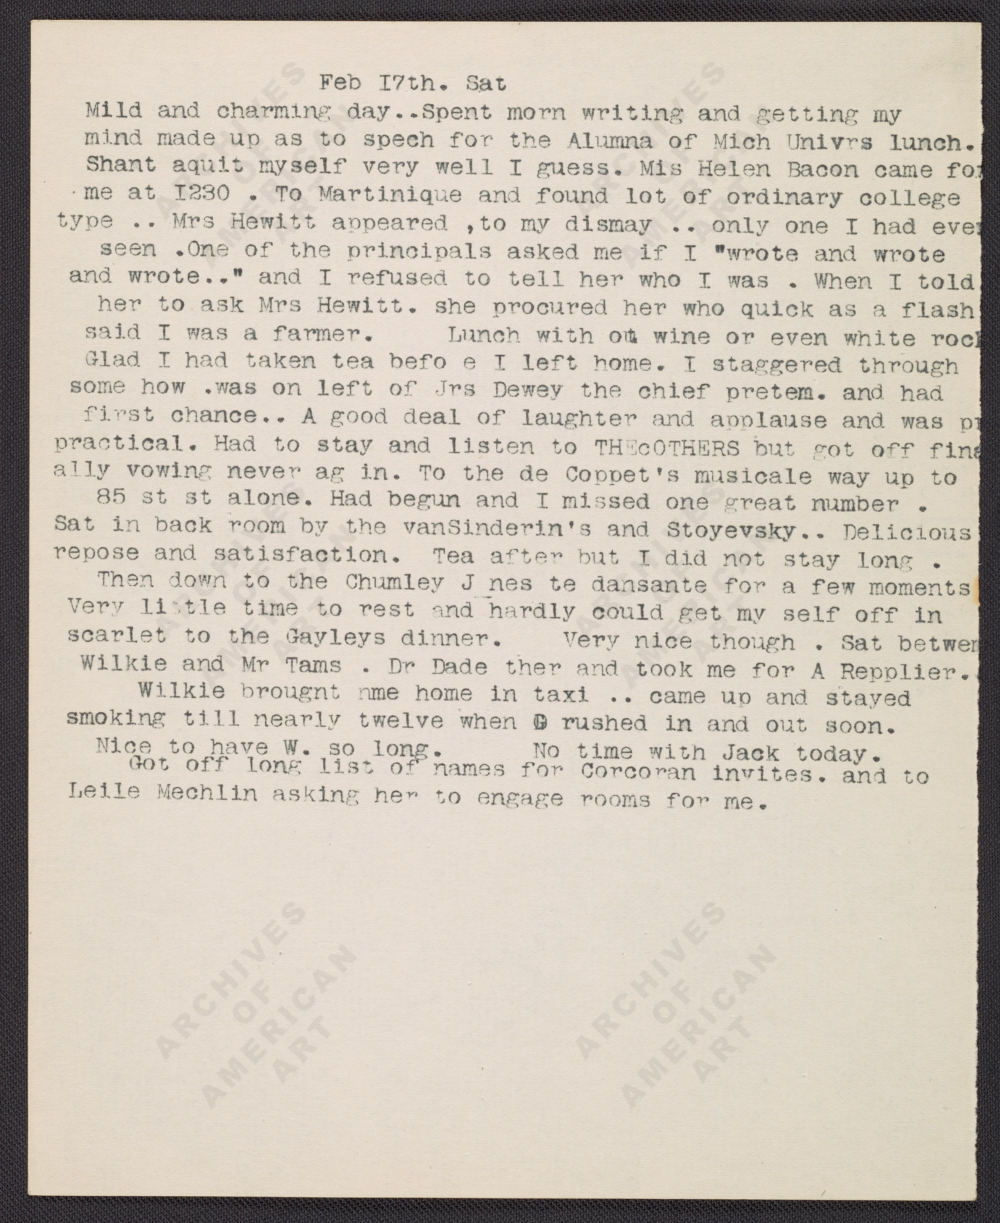 Feb I7th. Sat
Mild and charming day..Spent morn writing and getting my
mind made up as to spech for the Alumna of Mich Univrs lunch.
Shant aquit myself very well I guess. Mis Helen Bacon came for
me at I230 . To Martinique and found lot of ordinary college
type .. Mrs Hewitt appeared ,to my dismay .. only one I had ever
seen .One of the principals asked me if I "wrote and wrote
and wrote.." and I refused to tell her who I was . When I told
her to ask Mrs Hewitt. she procured her who quick as a flash
said I was a farmer. Lunch with out wine or even white rock
Glad I had taken tea befo e I left home. I staggered through
some how .was on left of Jrs Dewey the chief pretem. and had
first chance.. A good deal of laughter and applause and was pr
practical. Had to stay and listen to THEcOTHERS but got off fina
ally vowing never ag in. To the de Coppet's musicale way up to
85 st st alone. Had begun and I missed one great number .
Sat in back room by the vanSinderin's and Stoyevsky.. Delicious
repose and satisfaction. Tea after but I did not stay long .
Then down to the Chumley J nes te dansante for a few moments
Very little time to rest and hardly could get my self off in
scarlet to the Gayleys dinner. Very nice though . Sat betwen
Wilkie and Mr Tams . Dr Dade ther and took me for A Repplier.
Wilkie brougnt nme home in taxi .. came up and stayed
smoking till nearly twelve when G rushed in and out soon.
Nice to have W. so long. No time with Jack today.
Got off long list of names for Corcoran invites. and to
Leile Mechlin asking her to engage rooms for me.
ARCHIVES OF AMERICAN ART
ARCHIVES OF AMERICAN ART